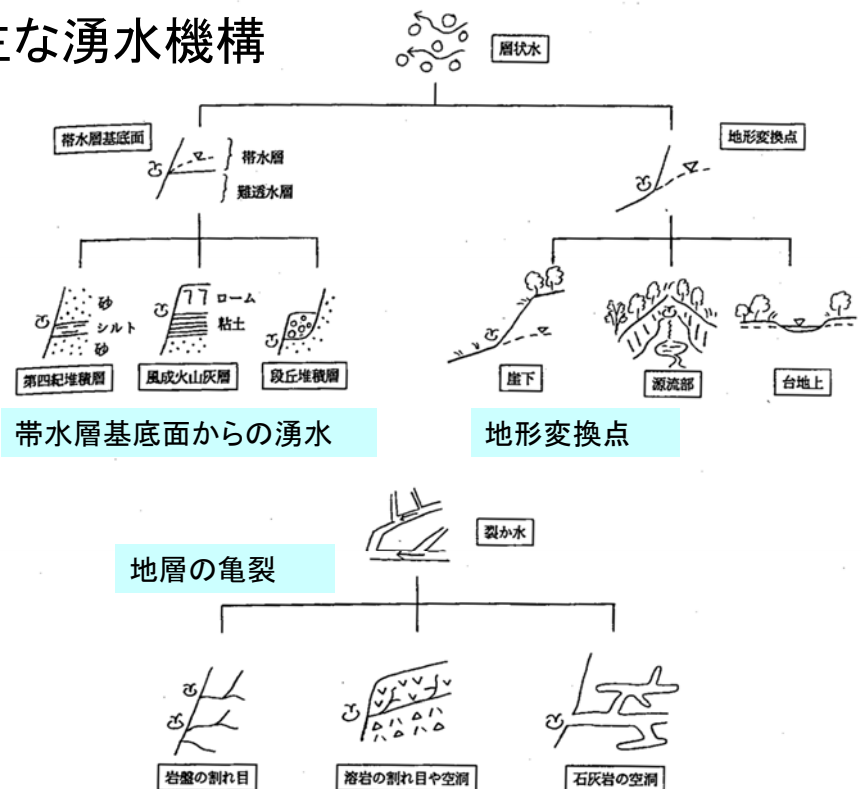 主な湧水機構
層状水
帯水層基底面
帯水層
難透水層
地形変換点
砂
シルト
砂
ローム
粘土
第四紀堆積層
風成火山灰層
段丘堆積層
崖下
源流部
台地上
帯水層基底面からの湧水
地形変換点
裂か水
地層の亀裂
岩盤の割れ目
溶岩の割れ目や空洞
石灰岩の空洞